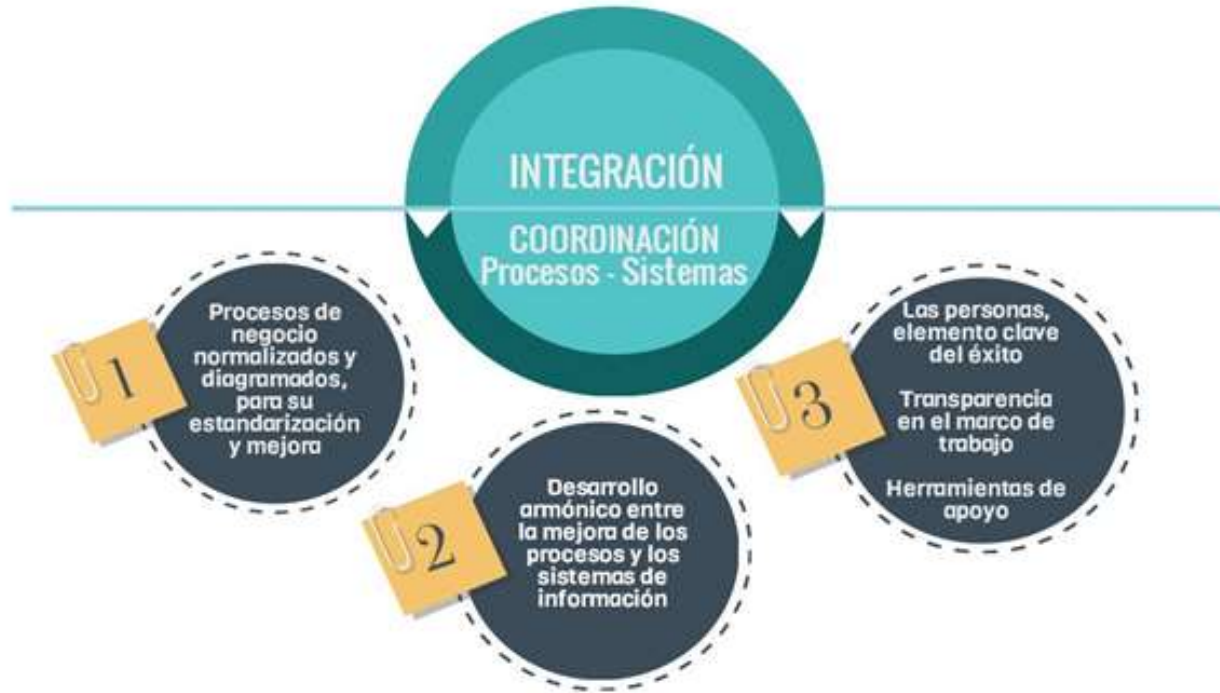 INTEGRACIÓN
COORDINACIÓN
Procesos - Sistemas
1
Procesos de
negocio
normalizados y
diagramados,
para su
estandarización
y mejora
2
Desarrollo
armónico entre
la mejora de los
procesos y los
sistemas de
información
3
Las personas,
elemento clave
del éxito
Transparencia
en el marco de
trabajo
Herramientas de
apoyo